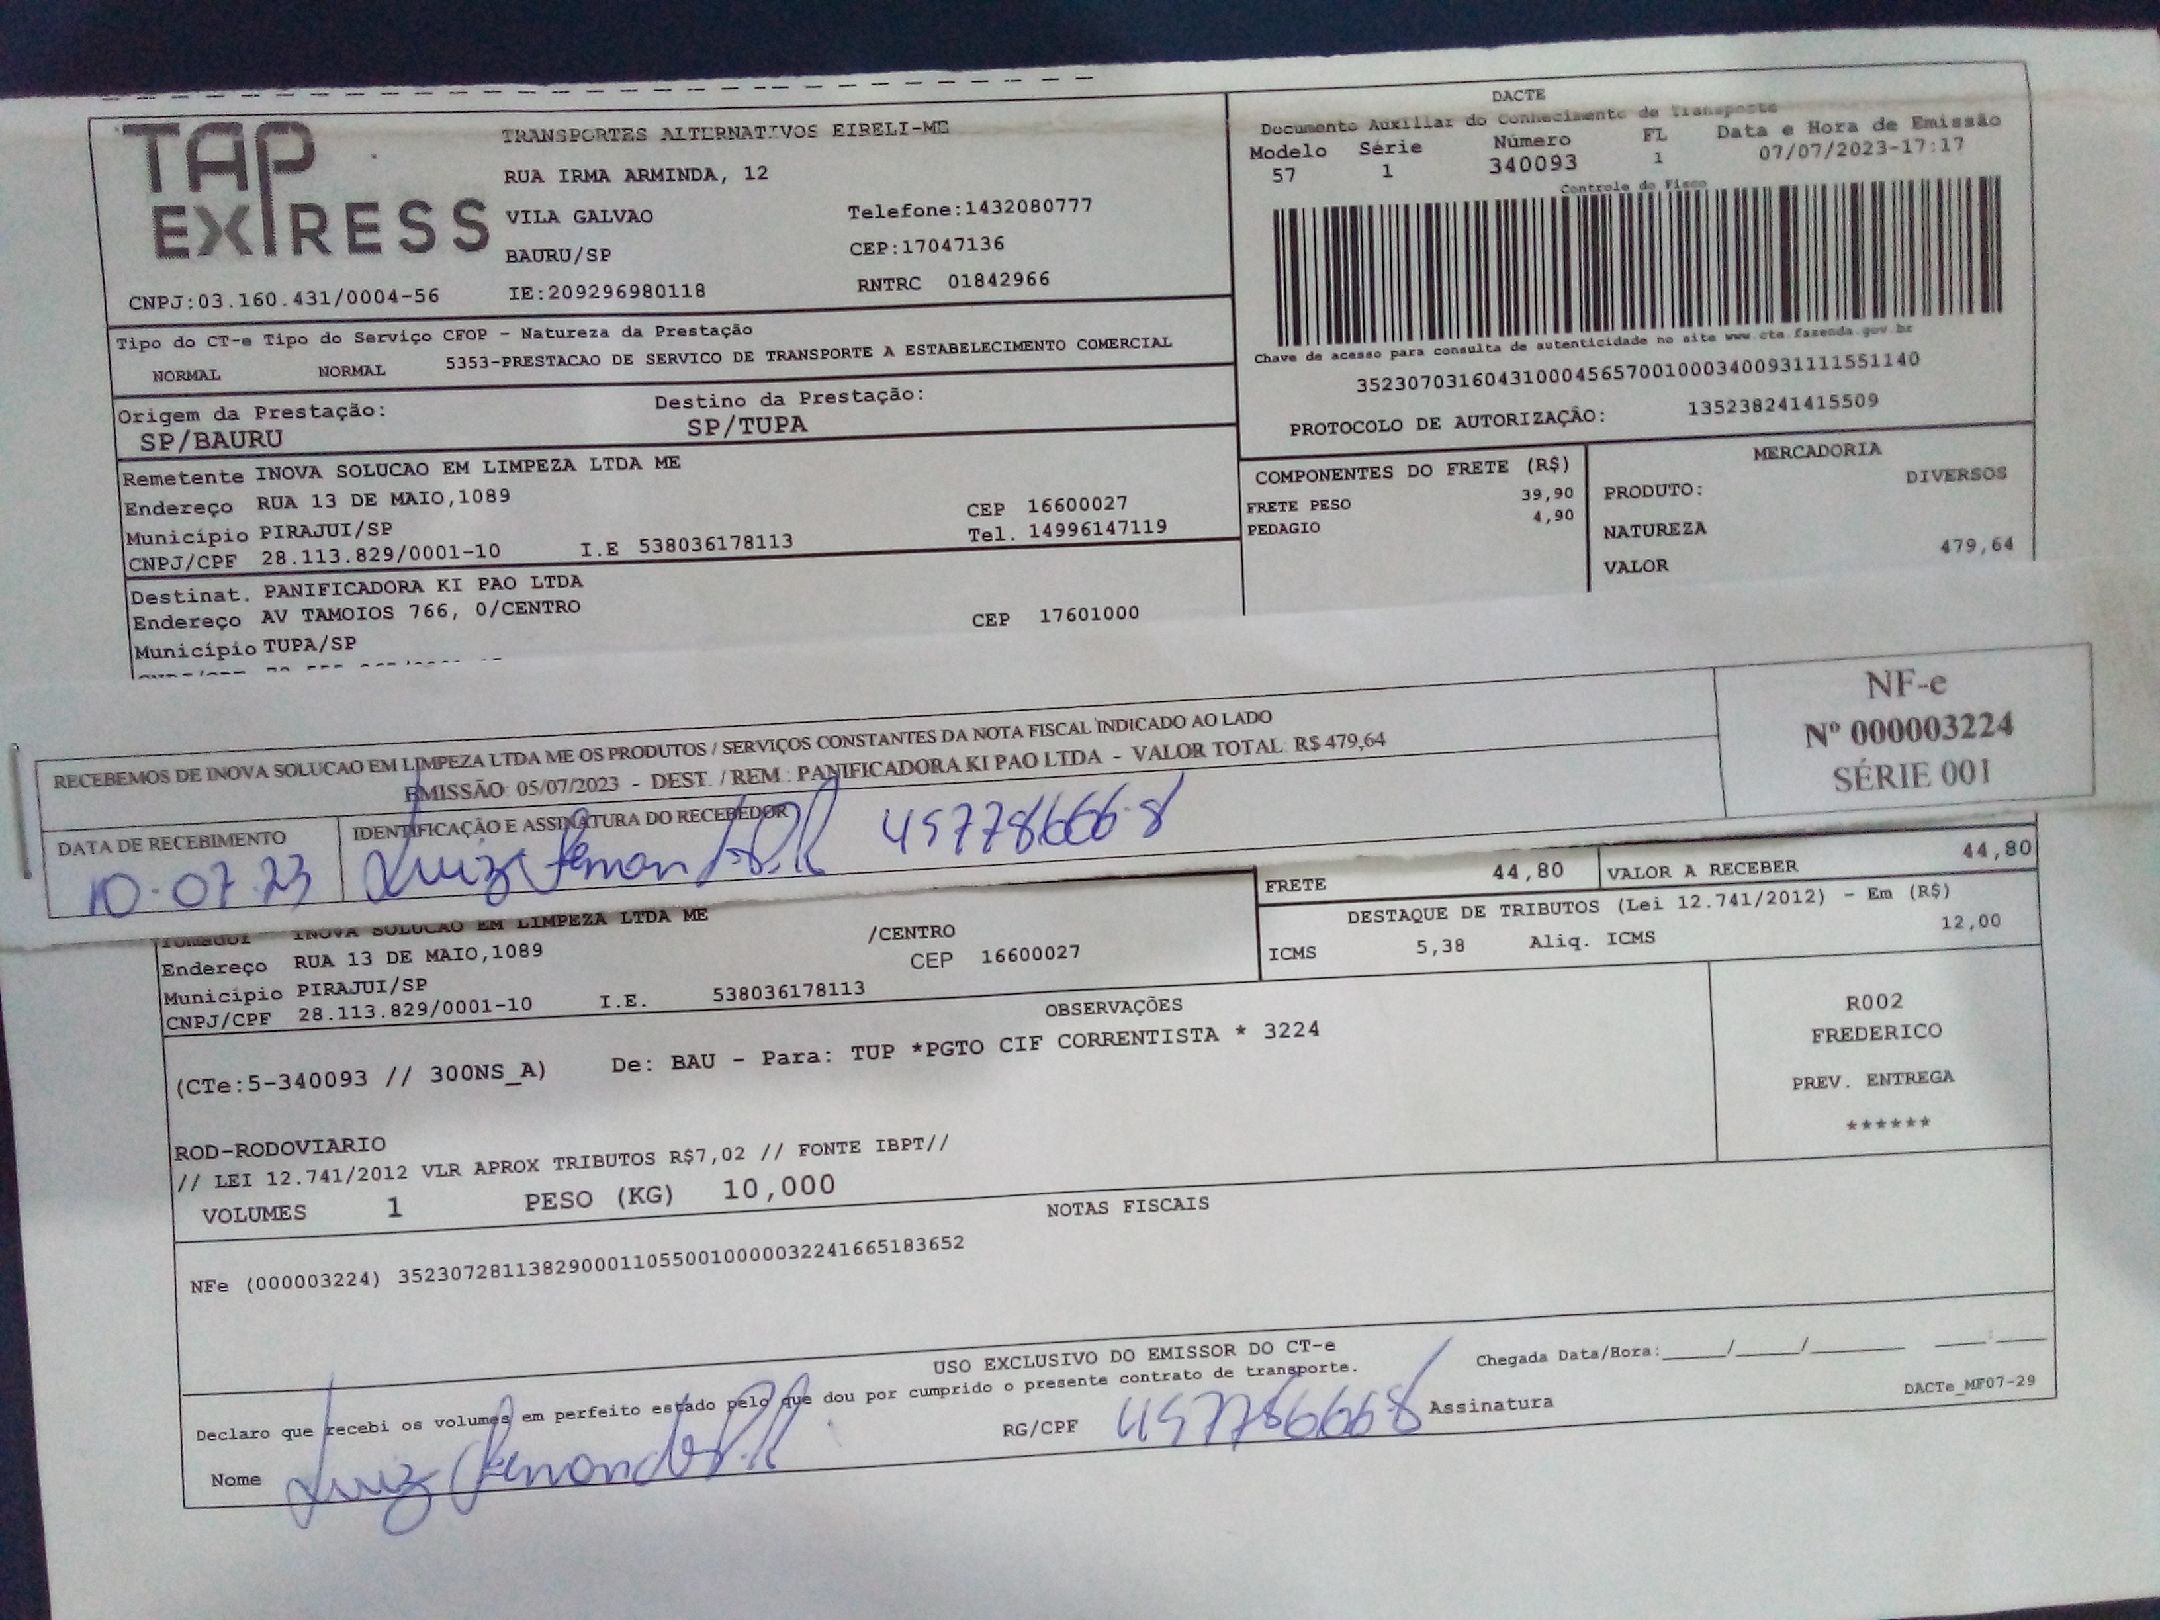 TAP EXPRESS
TRANSPORTES ALTERNATIVOS EIRELI-ME
RUA IRMA ARMINDA, 12
VILA GALVAO Telefone:1432080777
BAURU/SP CEP:17047136
CNPJ:03.160.431/0004-56 IE:209296980118 RNTRC 01842966
DACTE
Documento Auxiliar do Conhecimento de Transporte
Modelo Série Número FL Data e Hora de Emissão
57 1 340093 1 07/07/2023-17:17
Controle do Fisco
Chave de acesso para consulta de autenticidade no site www.cte.fazenda.gov.br
35230703160431000456570010003400931111551140
PROTOCOLO DE AUTORIZAÇÃO: 135238241415509
Tipo do CT-e Tipo do Serviço CFOP - Natureza da Prestação
NORMAL NORMAL 5353-PRESTACAO DE SERVICO DE TRANSPORTE A ESTABELECIMENTO COMERCIAL
Origem da Prestação: Destino da Prestação:
SP/BAURU SP/TUPA
Remetente INOVA SOLUCAO EM LIMPEZA LTDA ME
Endereço RUA 13 DE MAIO,1089 CEP 16600027
Município PIRAJUI/SP Tel. 14996147119
CNPJ/CPF 28.113.829/0001-10 I.E 538036178113
COMPONENTES DO FRETE (R$)
FRETE PESO 39,90
PEDAGIO 4,90
MERCADORIA
PRODUTO: DIVERSOS
NATUREZA
VALOR 479,64
Destinat. PANIFICADORA KI PAO LTDA
Endereço AV TAMOIOS 766, 0/CENTRO CEP 17601000
Município TUPA/SP
RECEBEMOS DE INOVA SOLUCAO EM LIMPEZA LTDA ME OS PRODUTOS / SERVIÇOS CONSTANTES DA NOTA FISCAL INDICADO AO LADO
EMISSÃO: 05/07/2023 - DEST. / REM.: PANIFICADORA KI PAO LTDA - VALOR TOTAL: R$ 479,64
NF-e
Nº 000003224
SÉRIE 001
DATA DE RECEBIMENTO IDENTIFICAÇÃO E ASSINATURA DO RECEBEDOR
10.07.23 Luiz Fernando 457786668
FRETE 44,80 VALOR A RECEBER 44,80
DESTAQUE DE TRIBUTOS (Lei 12.741/2012) - Em (R$)
ICMS 5,38 Aliq. ICMS 12,00
Tomador INOVA SOLUCAO EM LIMPEZA LTDA ME
Endereço RUA 13 DE MAIO,1089 /CENTRO
Município PIRAJUI/SP CEP 16600027
CNPJ/CPF 28.113.829/0001-10 I.E. 538036178113
OBSERVAÇÕES
(CTe:5-340093 // 300NS_A) De: BAU - Para: TUP *PGTO CIF CORRENTISTA * 3224
ROD-RODOVIARIO
// LEI 12.741/2012 VLR APROX TRIBUTOS R$7,02 // FONTE IBPT//
R002
FREDERICO
PREV. ENTREGA
******
VOLUMES 1 PESO (KG) 10,000
NOTAS FISCAIS
NFe (000003224) 35230728113829000110550010000032241665183652
USO EXCLUSIVO DO EMISSOR DO CT-e
Declaro que recebi os volumes em perfeito estado pelo que dou por cumprido o presente contrato de transporte.
Chegada Data/Hora:_____/_____/_______ ____:____
DACTe_MF07-29
Nome Luiz Fernando RG/CPF 457786668 Assinatura